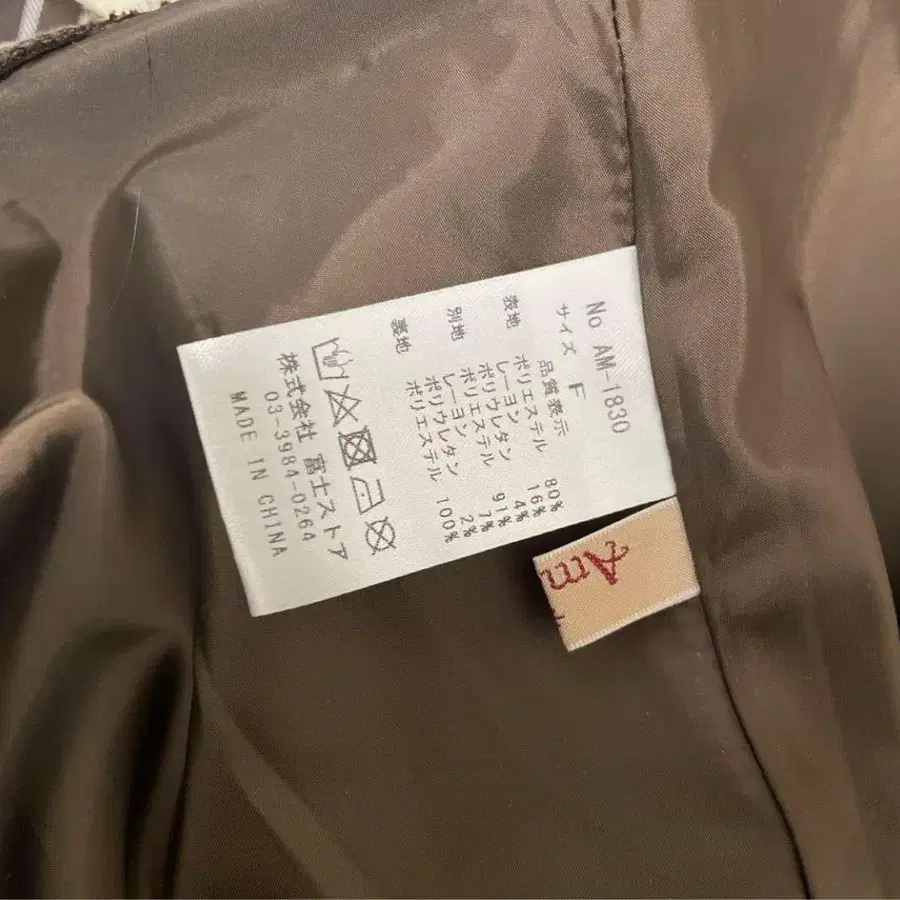 No AM-1830
サイズ F
品質表示
表地 ポリエステル 80%
レーヨン 16%
ポリウレタン 4%
別地 ポリエステル 91%
レーヨン 7%
ポリウレタン 2%
裏地 ポリエステル 100%
株式会社 富士ストア
03-3984-0264
MADE IN CHINA
Am